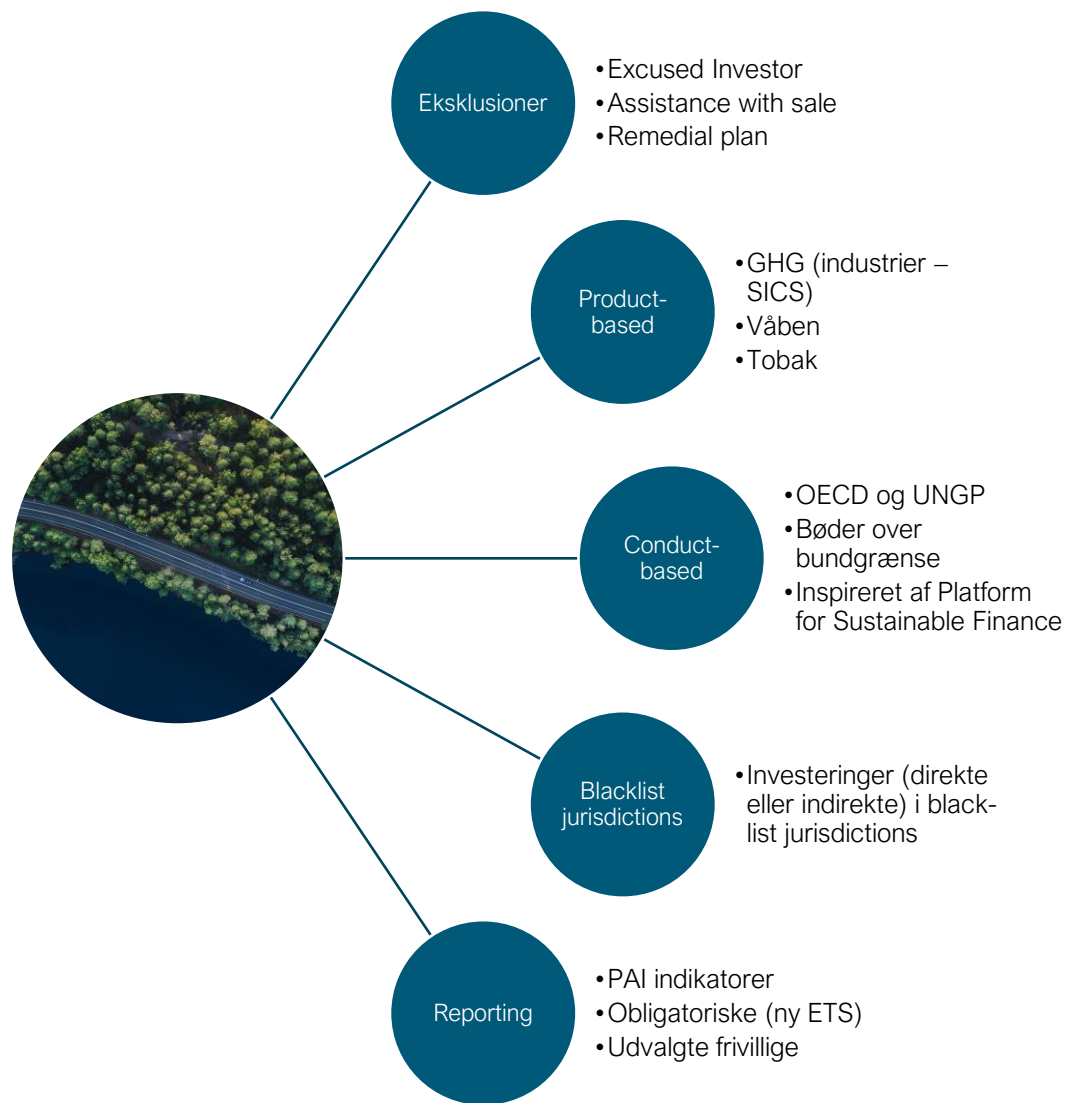 Eksklusioner
•Excused Investor
•Assistance with sale
•Remedial plan
Product-
based
•GHG (industrier –
SICS)
•Våben
•Tobak
Conduct-
based
•OECD og UNGP
•Bøder over
bundgrænse
•Inspireret af Platform
for Sustainable Finance
Blacklist
jurisdictions
•Investeringer (direkte
eller indirekte) i black-
list jurisdictions
Reporting
•PAI indikatorer
•Obligatoriske (ny ETS)
•Udvalgte frivillige